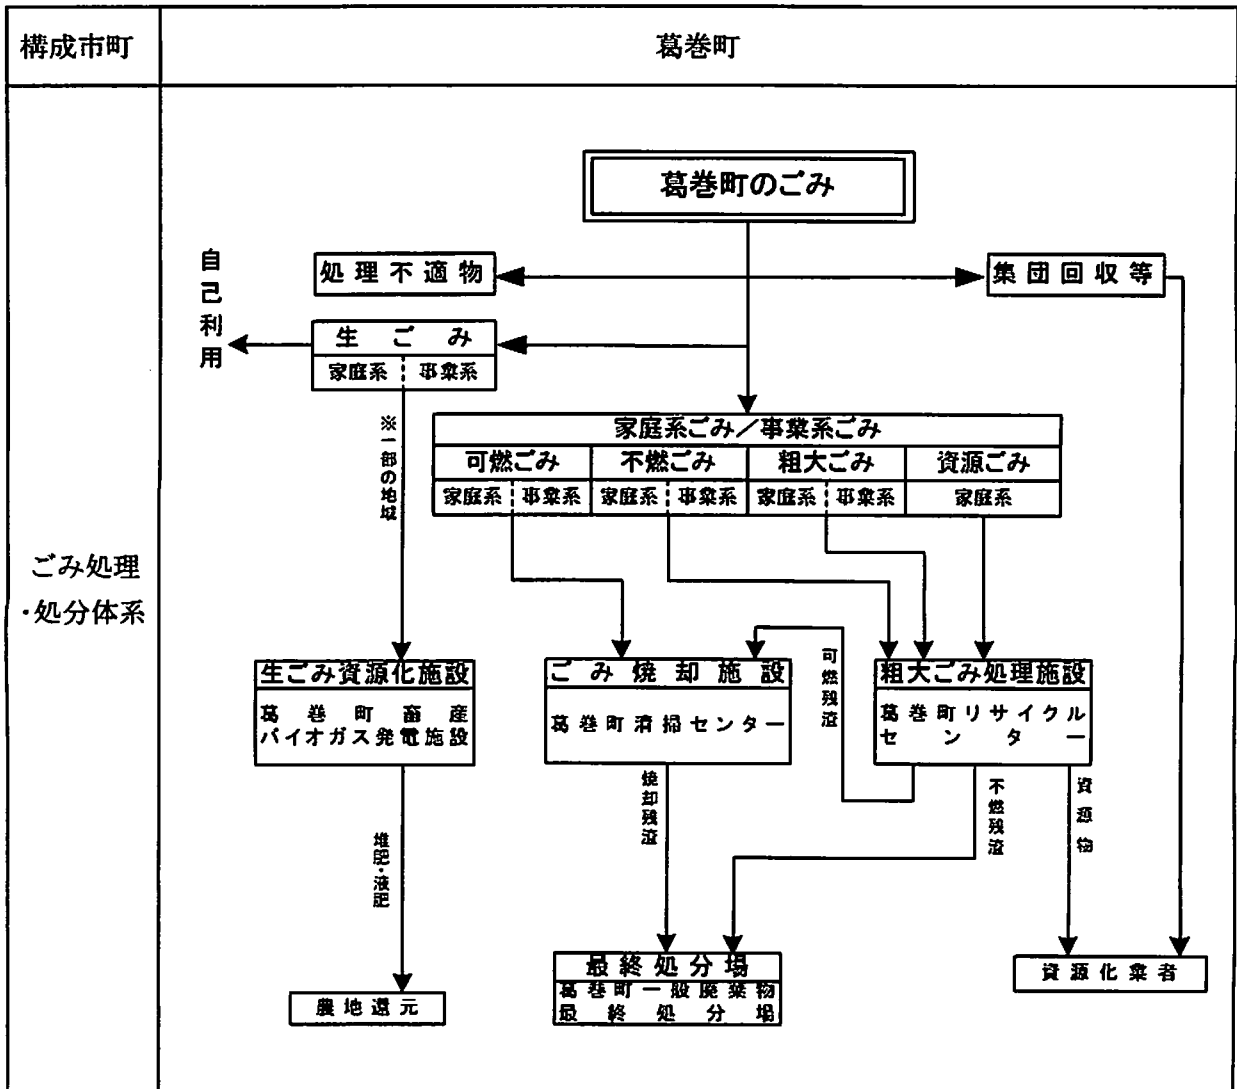 構成市町
葛巻町
ごみ処理
・処分体系
葛巻町のごみ
処理不適物
集団回収等
自己利用
生ごみ
家庭系 事業系
※一部の地域
家庭系ごみ／事業系ごみ
可燃ごみ 不燃ごみ 粗大ごみ 資源ごみ
家庭系 事業系 家庭系 事業系 家庭系 事業系 家庭系
生ごみ資源化施設
葛巻町畜産
バイオガス発電施設
ごみ焼却施設
葛巻町清掃センター
可燃残渣
粗大ごみ処理施設
葛巻町リサイクル
センター
堆肥・液肥
焼却残渣
不燃残渣
資源物
農地還元
最終処分場
葛巻町一般廃棄物
最終処分場
資源化業者